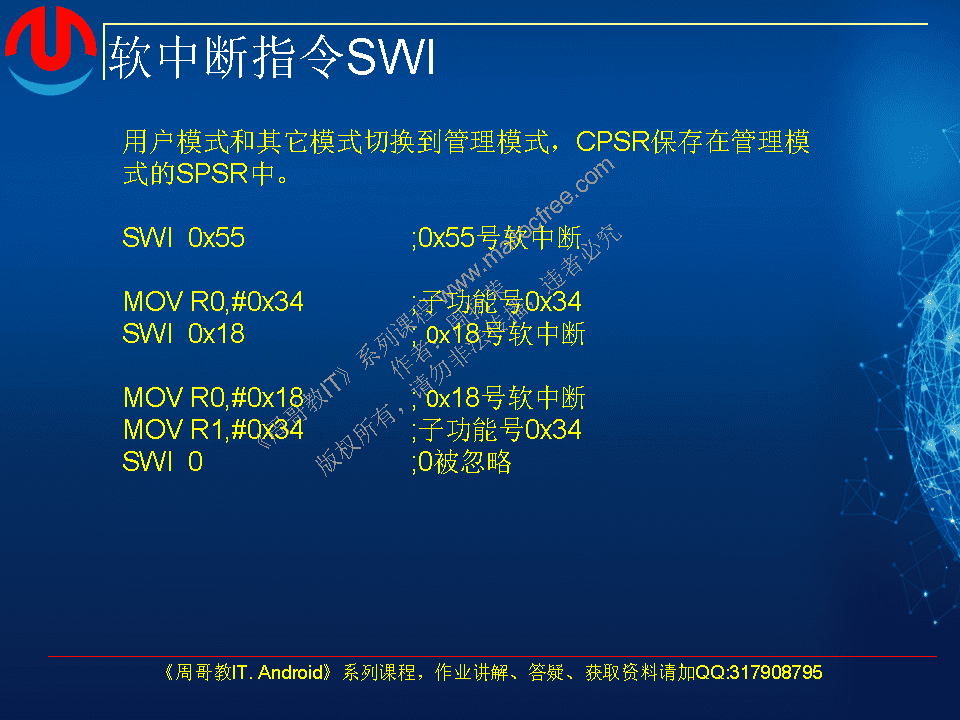 软中断指令SWI
用户模式和其它模式切换到管理模式，CPSR保存在管理模
式的SPSR中。
SWI 0x55 ;0x55号软中断
MOV R0,#0x34 ;子功能号0x34
SWI 0x18 ; 0x18号软中断
MOV R0,#0x18 ; 0x18号软中断
MOV R1,#0x34 ;子功能号0x34
SWI 0 ;0被忽略
《周哥教IT》系列课程 www.maiocfree.com
版权所有，请勿非法传播，违者必究
《周哥教IT. Android》系列课程，作业讲解、答疑、获取资料请加QQ:317908795